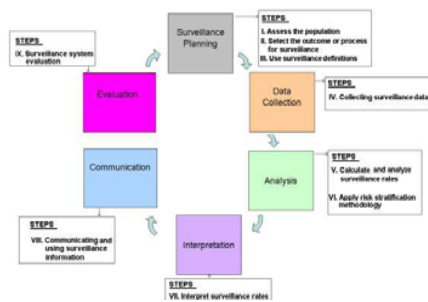 Surveillance
Planning
STEPS
I. Assess the population
II. Select the outcome or process
for surveillance
III. Use surveillance definitions
Data
Collection
STEPS
IV. Collecting surveillance data
Analysis
STEPS
V. Calculate and analyze
surveillance rates
VI. Apply risk stratification
methodology
Interpretation
STEPS
VII. Interpret surveillance rates
Communication
STEPS
VIII. Communicating and
using surveillance
information
Evaluation
STEPS
IX. Surveillance system
evaluation